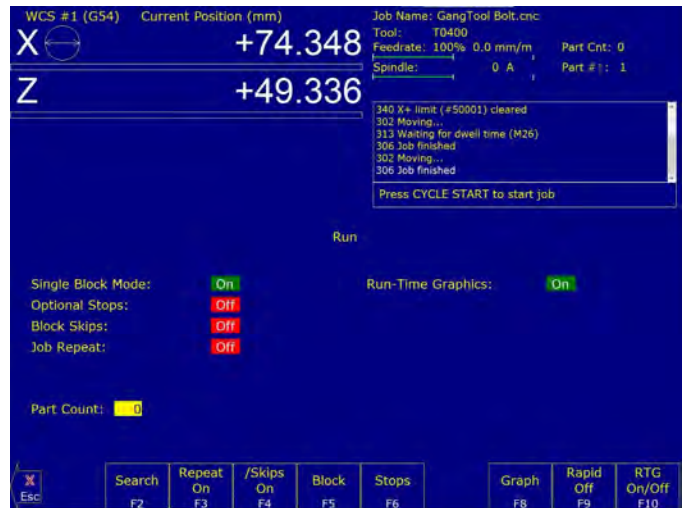 WCS #1 (G54) Current Position (mm)
X +74.348
Z +49.336
Job Name: GangTool Bolt.cnc
Tool: T0400
Feedrate: 100% 0.0 mm/m Part Cnt: 0
Spindle: 0 A Part #: 1
340 X+ limit (#50001) cleared
302 Moving...
313 Waiting for dwell time (M26)
306 Job finished
302 Moving...
306 Job finished
Press CYCLE START to start job
Run
Single Block Mode: On Run-Time Graphics: On
Optional Stops: Off
Block Skips: Off
Job Repeat: Off
Part Count: 0
X
Esc
Search
F2
Repeat
On
F3
/Skips
On
F4
Block
F5
Stops
F6
Graph
F8
Rapid
Off
F9
RTG
On/Off
F10